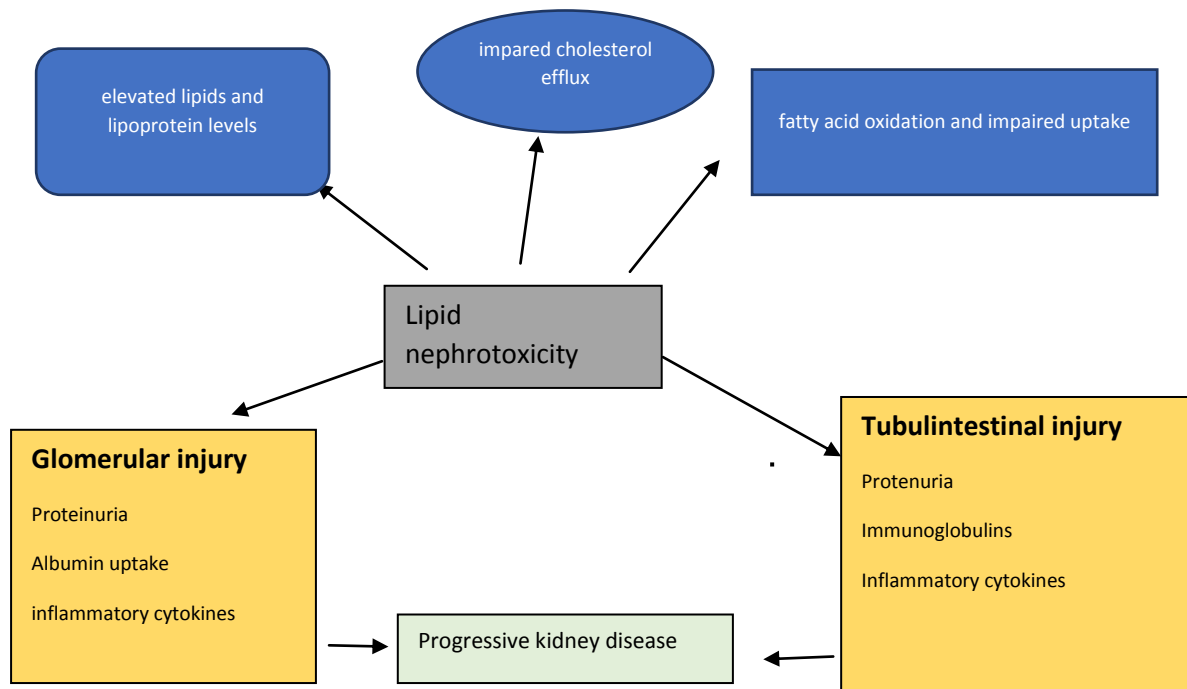 impared cholesterol
efflux
elevated lipids and
lipoprotein levels
fatty acid oxidation and impaired uptake
Lipid
nephrotoxicity
Glomerular injury
Proteinuria
Albumin uptake
inflammatory cytokines
Tubulintestinal injury
.
Protenuria
Immunoglobulins
Inflammatory cytokines
Progressive kidney disease